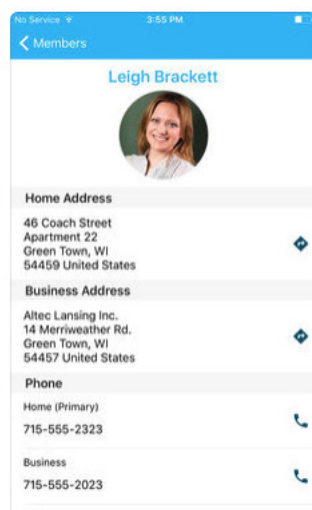 No Service
3:55 PM
Members
Leigh Brackett
Home Address
46 Coach Street
Apartment 22
Green Town, WI
54459 United States
Business Address
Altec Lansing Inc.
14 Merriweather Rd.
Green Town, WI
54457 United States
Phone
Home (Primary)
715-555-2323
Business
715-555-2023